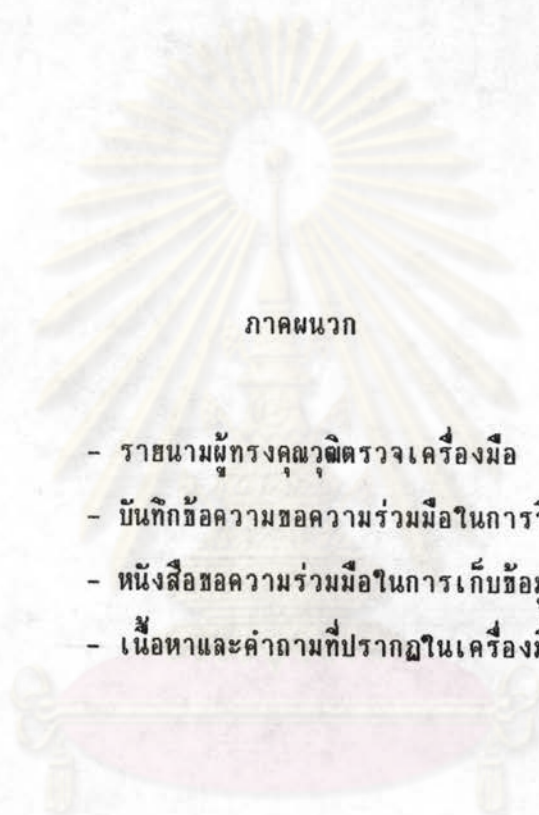 ภาคผนวก
- รายนามผู้ทรงคุณวุฒิตรวจเครื่องมือ
- บันทึกข้อความขอความร่วมมือในการ
- หนังสือขอความร่วมมือในการเก็บ
- เนื้อหาและคำถามที่ปรากฏใน